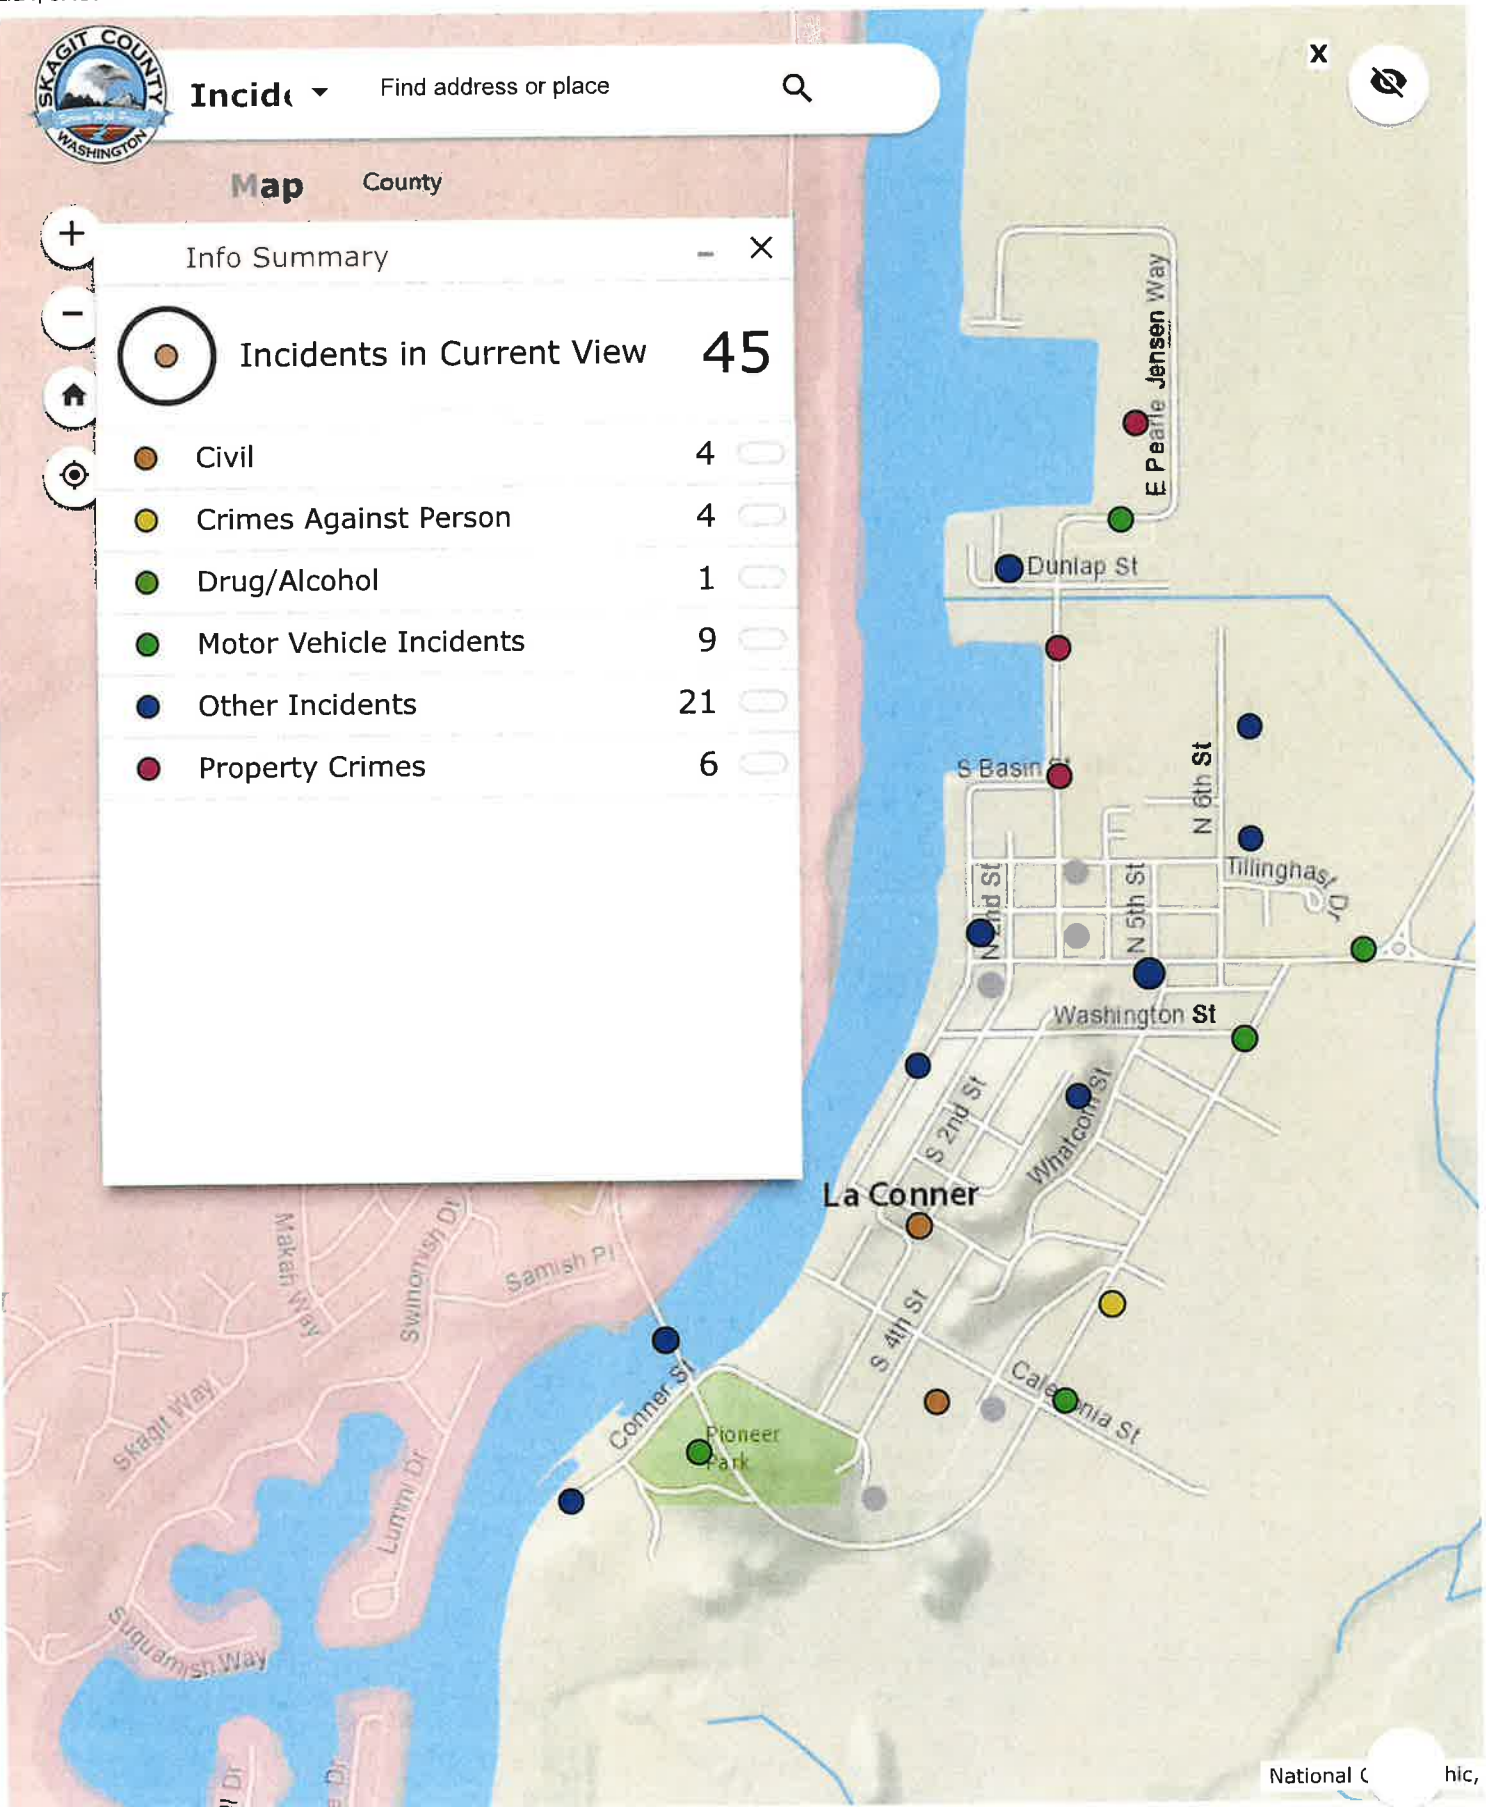 SKAGIT COUNTY
WASHINGTON
Find address or place
X
Map County
Info Summary
Incidents in Current View 45
Civil 4
Crimes Against Person 4
Drug/Alcohol 1
Motor Vehicle Incidents 9
Other Incidents 21
Property Crimes 6
E Pearle Jensen Way
Dunlap St
S Basin
N 6th St
Tillinghast Dr
N 2nd St
N 5th St
Washington St
S 2nd St
Whatcom St
La Conner
Makah Way
Swinomish Dr
Samish Pl
S 4th St
Conner St
Pioneer
Park
Skagit Way
Lummi Dr
Suquamish Way
Dr
Dr
National